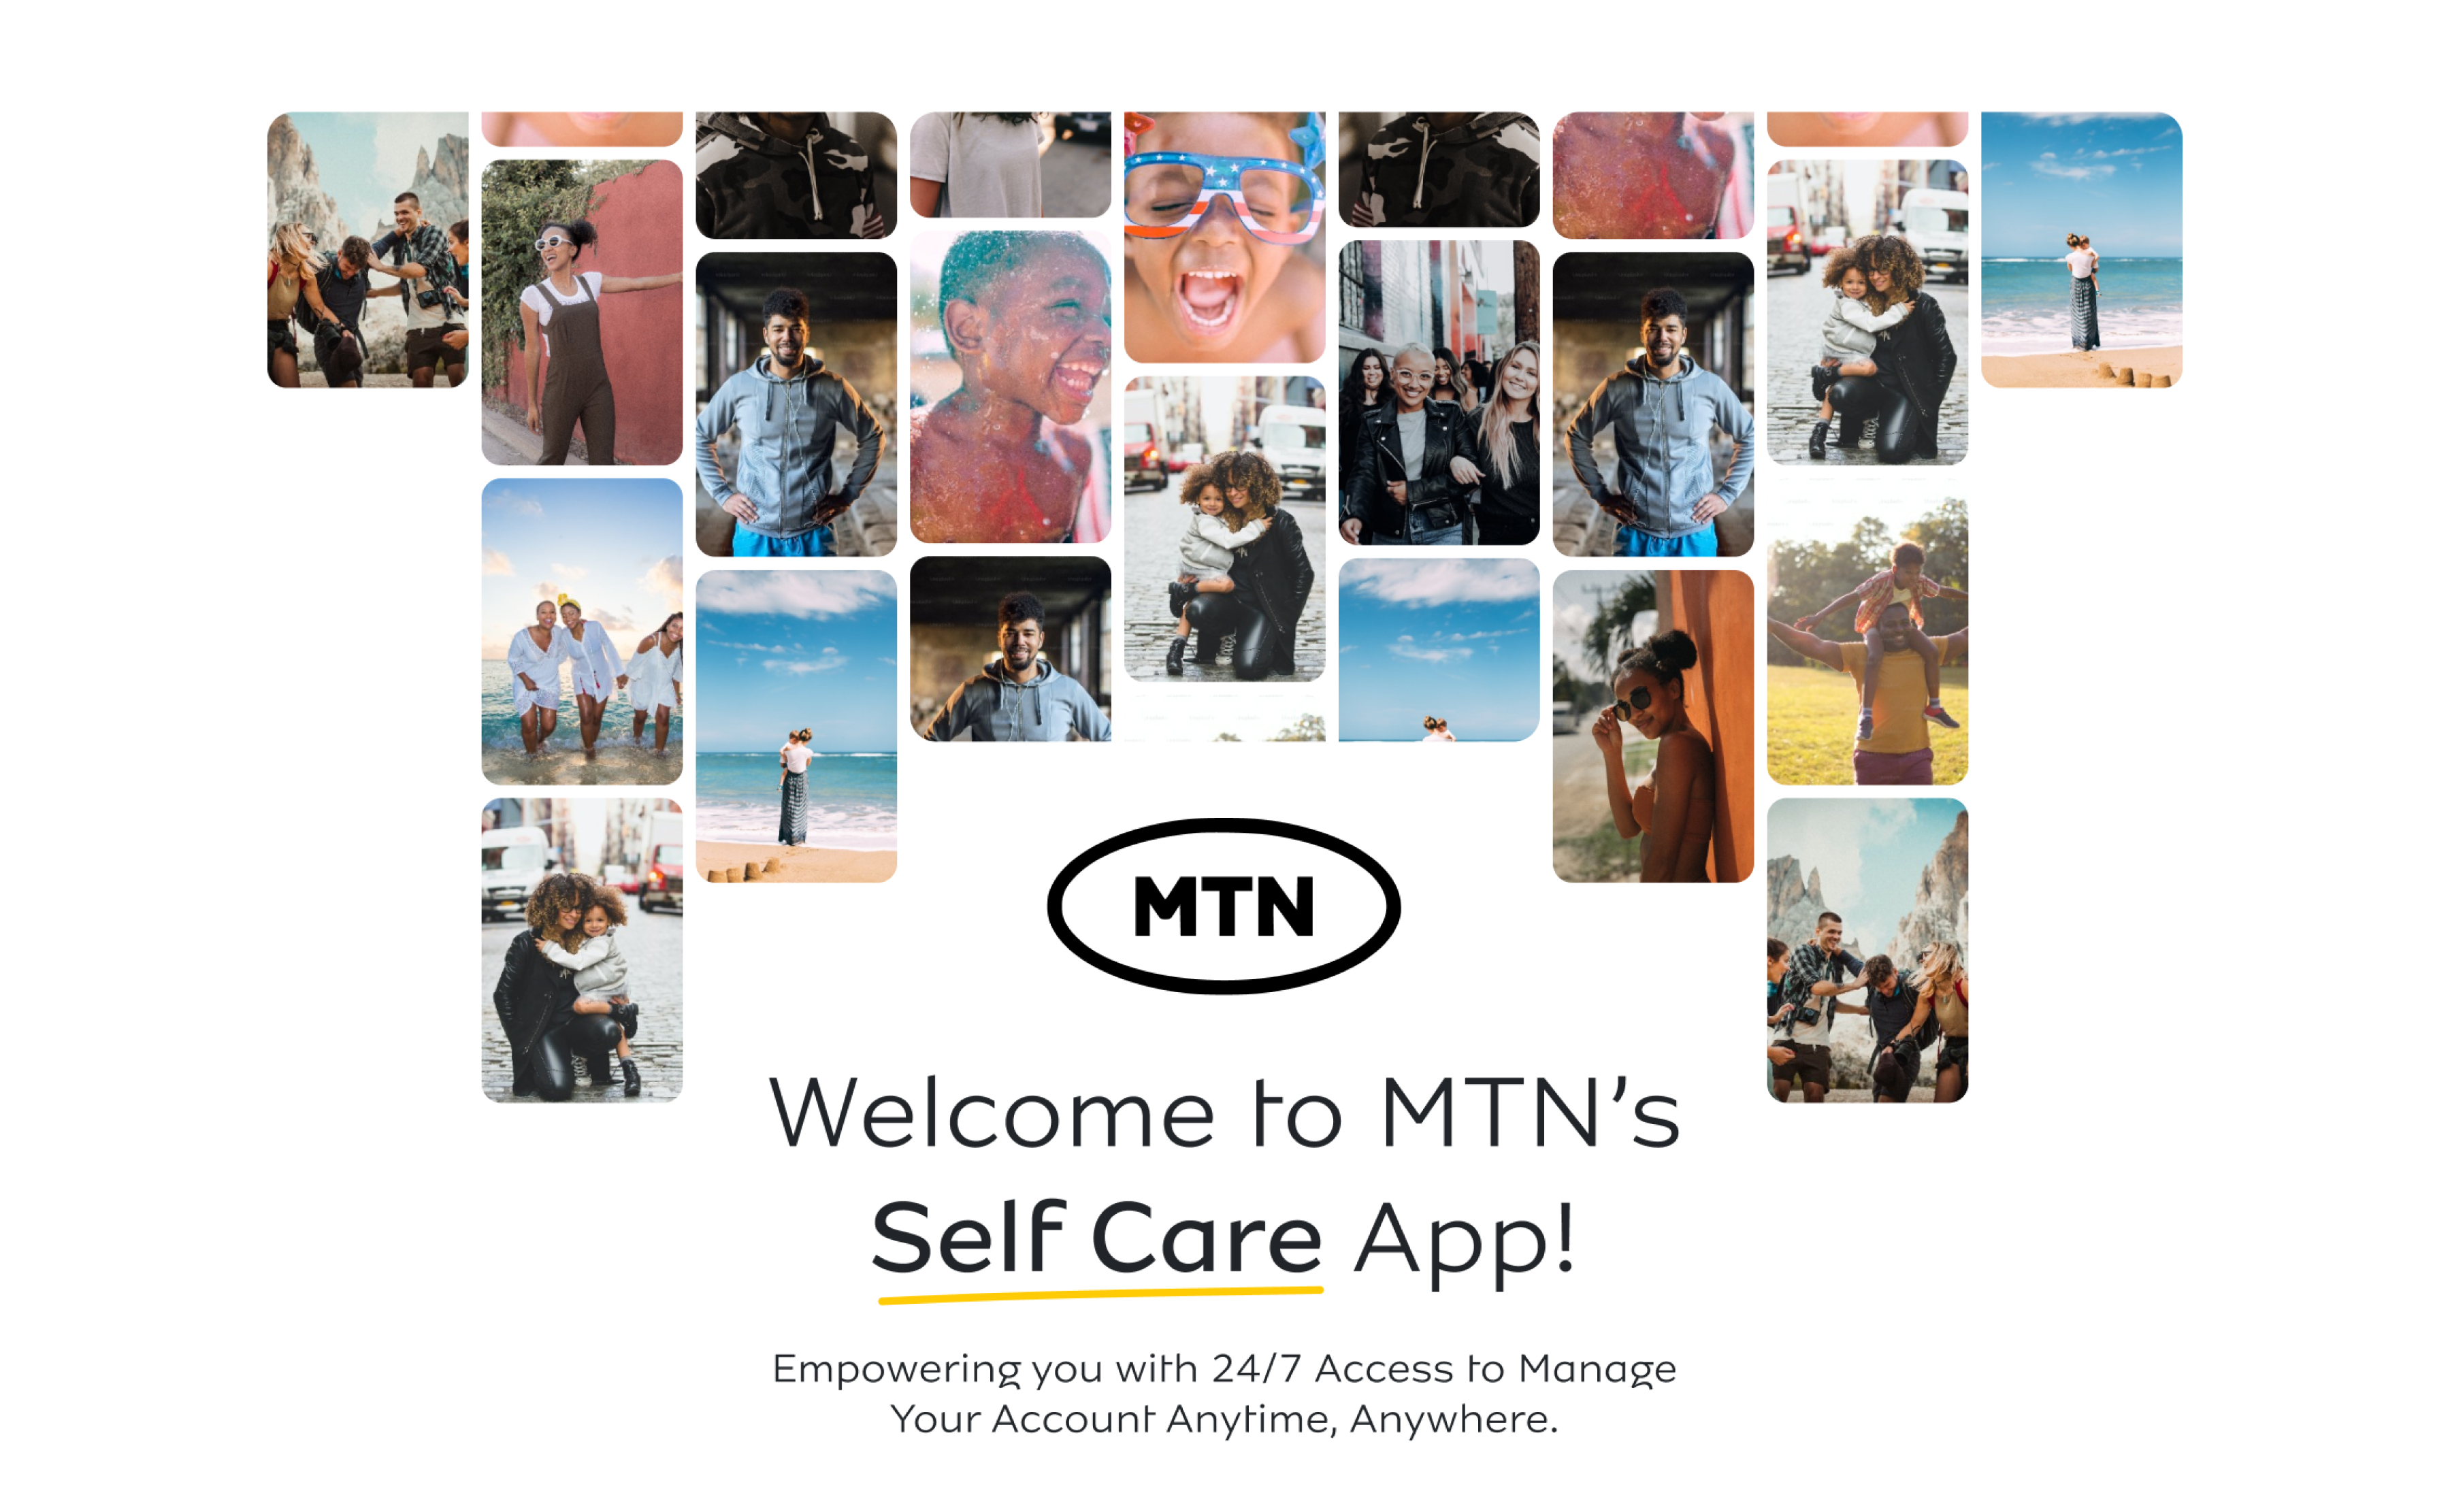 MTN
Welcome to MTN’s
Self Care App!
Empowering you with 24/7 Access to Manage
Your Account Anytime, Anywhere.